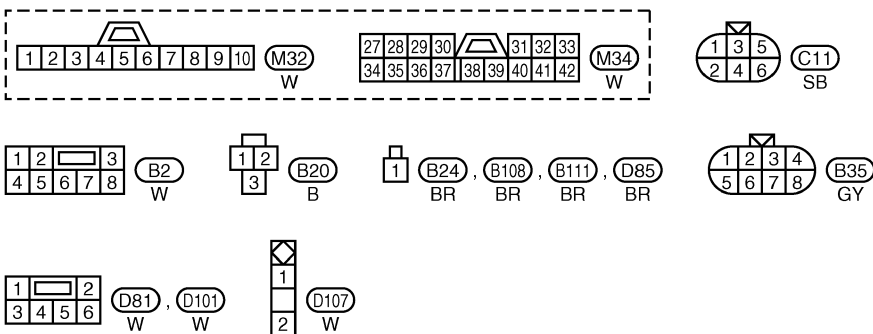 1 2 3 4 5 6 7 8 9 10 M32
W
27 28 29 30 31 32 33
34 35 36 37 38 39 40 41 42 M34
W
1 3 5
2 4 6 C11
SB
1 2 3
4 5 6 7 8 B2
W
1 2
3 B20
B
1 B24 , B108 , B111 , D85
BR BR BR BR
1 2 3 4
5 6 7 8 B35
GY
1 2
3 4 5 6 D81 , D101
W W
1
2 D107
W